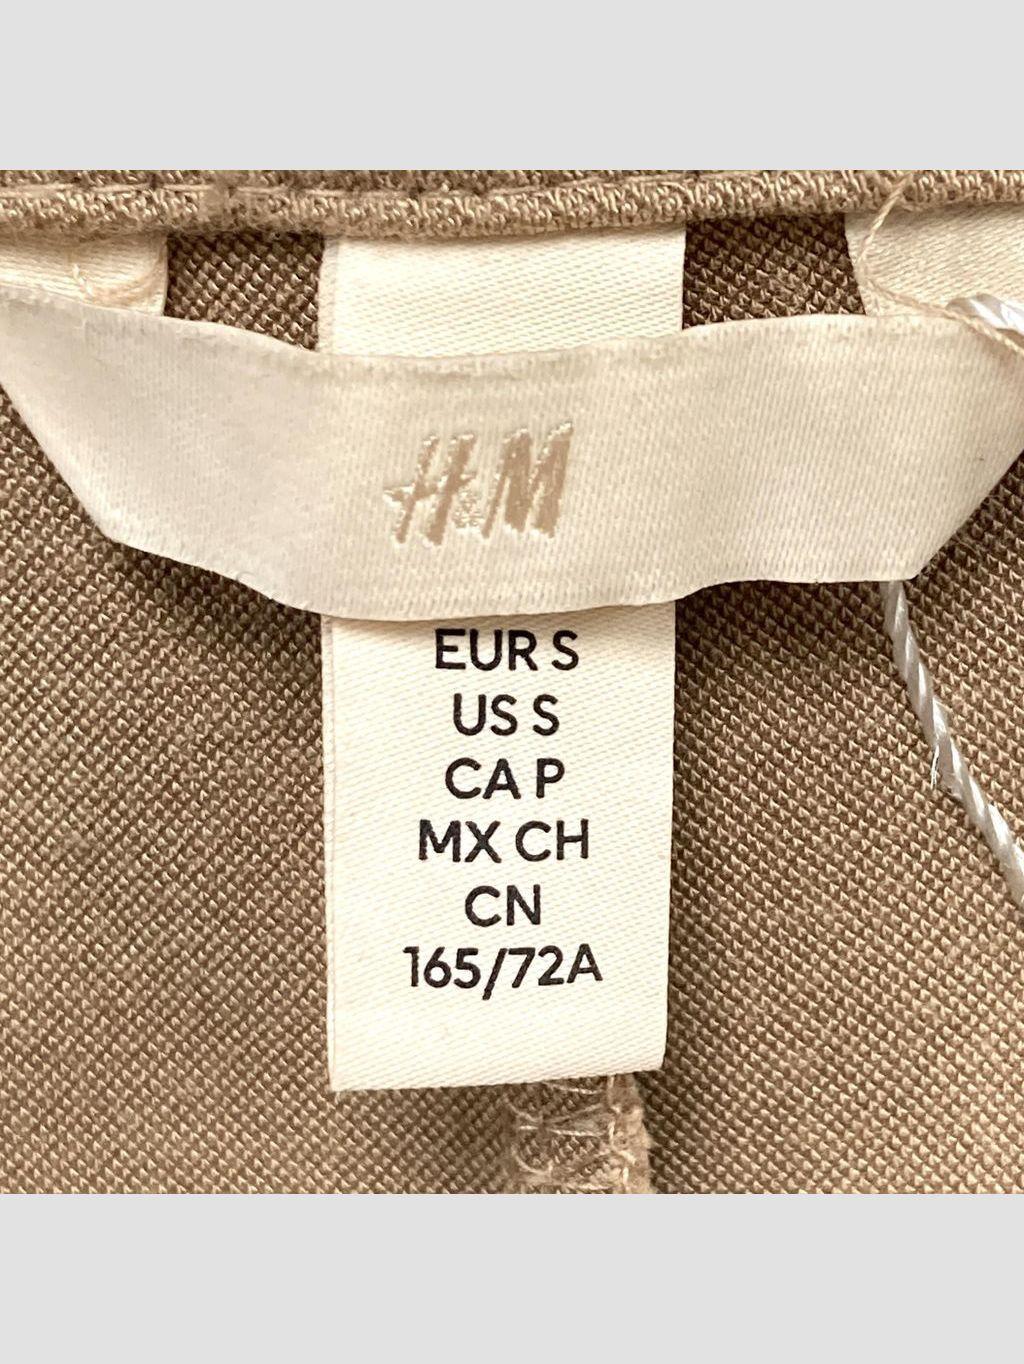 H&M
EUR S
US S
CA P
MX CH
CN
165/72A